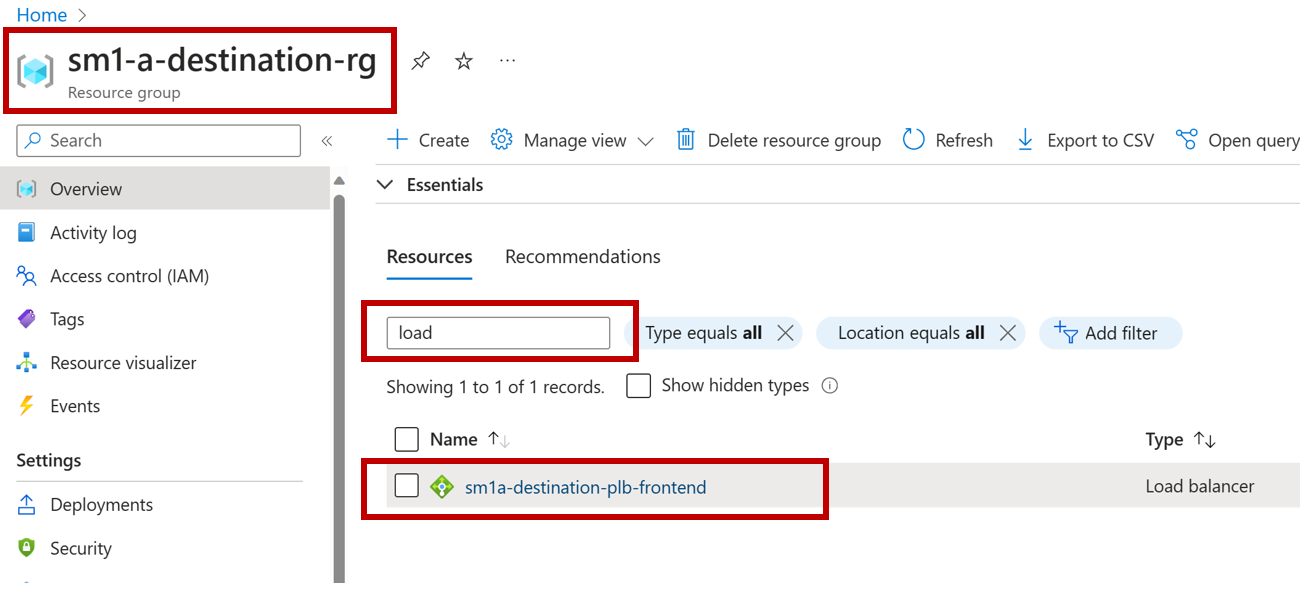 Home
sm1-a-destination-rg
Resource group
Search
Create Manage view Delete resource group Refresh Export to CSV Open query
Overview
Activity log
Access control (IAM)
Tags
Resource visualizer
Events
Settings
Deployments
Security
Essentials
Resources Recommendations
load Type equals all Location equals all Add filter
Showing 1 to 1 of 1 records. Show hidden types
Name Type
sm1a-destination-plb-frontend Load balancer